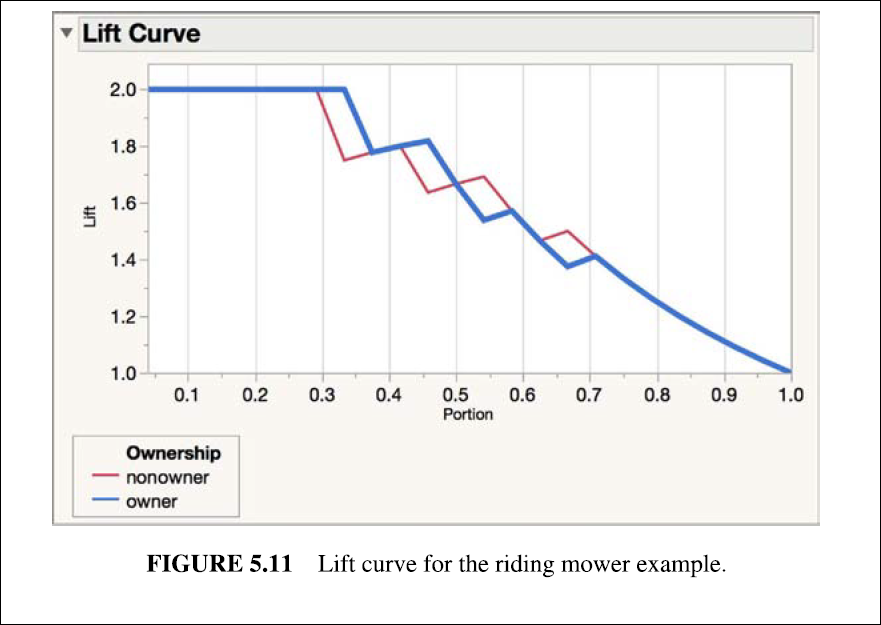 Lift Curve
2.0
1.8
1.6
1.4
1.2
1.0
Lift
0.1 0.2 0.3 0.4 0.5 0.6 0.7 0.8 0.9 1.0
Portion
Ownership
nonowner
owner
FIGURE 5.11 Lift curve for the riding mower example.